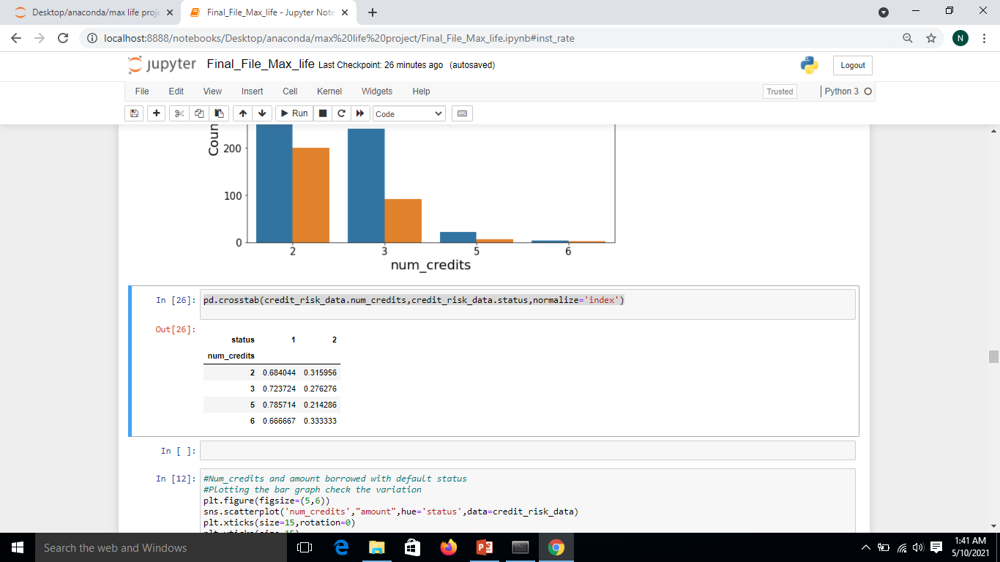 Desktop/anaconda/max life proje
Final_File_Max_life - Jupyter Note
N
localhost:8888/notebooks/Desktop/anaconda/max%20life%20project/Final_File_Max_life.ipynb#inst_rate
jupyter Final_File_Max_life Last Checkpoint: 26 minutes ago (autosaved)
Logout
File Edit View Insert Cell Kernel Widgets Help
Trusted
Python 3
Run
Code
Coun
200
100
0
2 3 5 6
num_credits
In [26]: pd.crosstab(credit_risk_data.num_credits,credit_risk_data.status,normalize='index')
Out[26]:
status 1 2
num_credits
2 0.684044 0.315956
3 0.723724 0.276276
5 0.785714 0.214286
6 0.666667 0.333333
In [ ]:
In [12]: #Num_credits and amount borrowed with default status
#Plotting the bar graph check the variation
plt.figure(figsize=(5,6))
sns.scatterplot('num_credits',"amount",hue='status',data=credit_risk_data)
plt.xticks(size=15,rotation=0)
Search the web and Windows
1:41 AM
5/10/2021